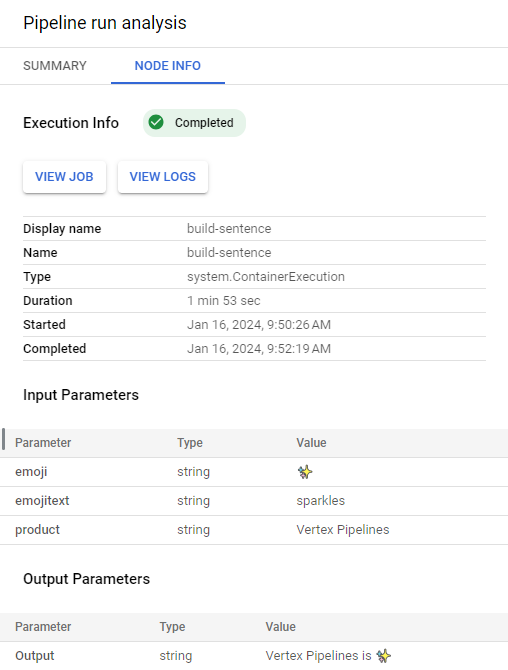 Pipeline run analysis
SUMMARY NODE INFO
Execution Info Completed
VIEW JOB VIEW LOGS
Display name build-sentence
Name build-sentence
Type system.ContainerExecution
Duration 1 min 53 sec
Started Jan 16, 2024, 9:50:26 AM
Completed Jan 16, 2024, 9:52:19 AM
Input Parameters
Parameter Type Value
emoji string ✨
emojitext string sparkles
product string Vertex Pipelines
Output Parameters
Parameter Type Value
Output string Vertex Pipelines is ✨